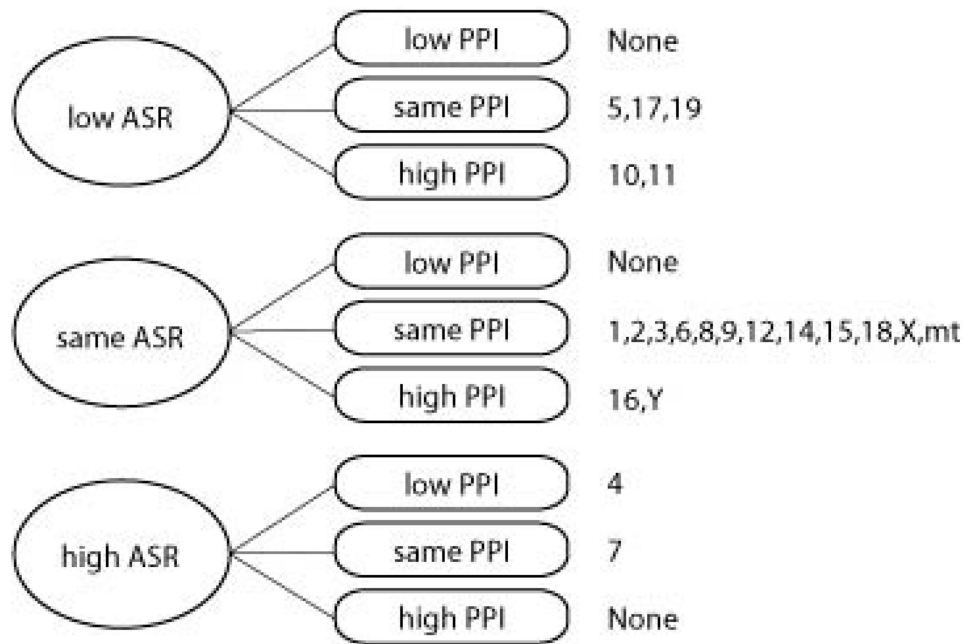 low PPI None
low ASR same PPI 5,17,19
high PPI 10,11
low PPI None
same ASR same PPI 1,2,3,6,8,9,12,14,15,18,X,mt
high PPI 16,Y
low PPI 4
high ASR same PPI 7
high PPI None